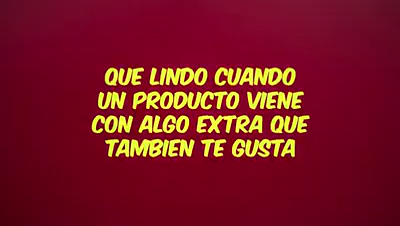 QUE LINDO CUANDO
UN PRODUCTO VIENE
CON ALGO EXTRA QUE
TAMBIEN TE GUSTA